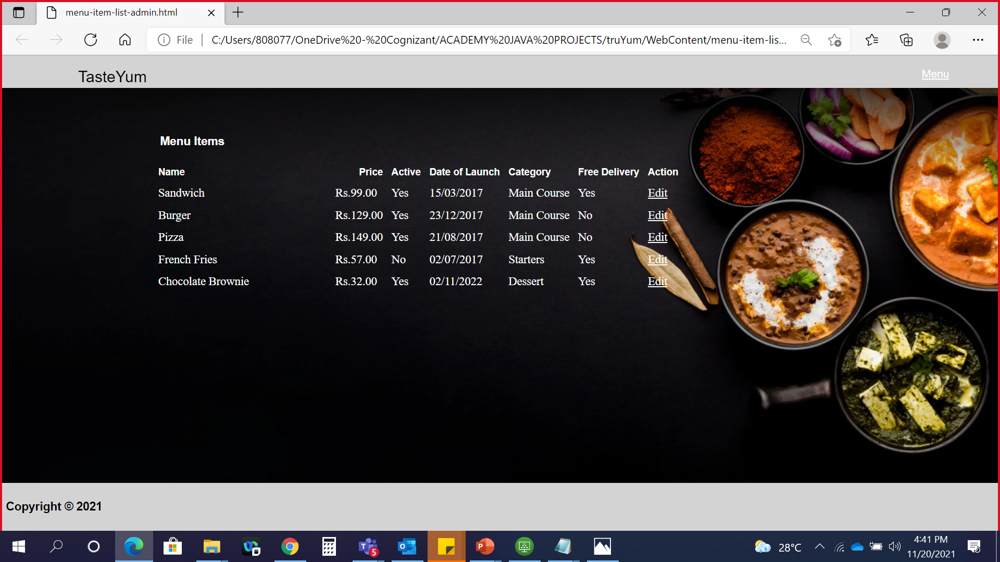 menu-item-list-admin.html
File C:/Users/808077/OneDrive%20-%20Cognizant/ACADEMY%20JAVA%20PROJECTS/truYum/WebContent/menu-item-lis...
TasteYum Menu
Menu Items
Name Price Active Date of Launch Category Free Delivery Action
Sandwich Rs.99.00 Yes 15/03/2017 Main Course Yes Edit
Burger Rs.129.00 Yes 23/12/2017 Main Course No Edit
Pizza Rs.149.00 Yes 21/08/2017 Main Course No Edit
French Fries Rs.57.00 No 02/07/2017 Starters Yes Edit
Chocolate Brownie Rs.32.00 Yes 02/11/2022 Dessert Yes Edit
Copyright © 2021
5
28°C
4:41 PM
11/20/2021